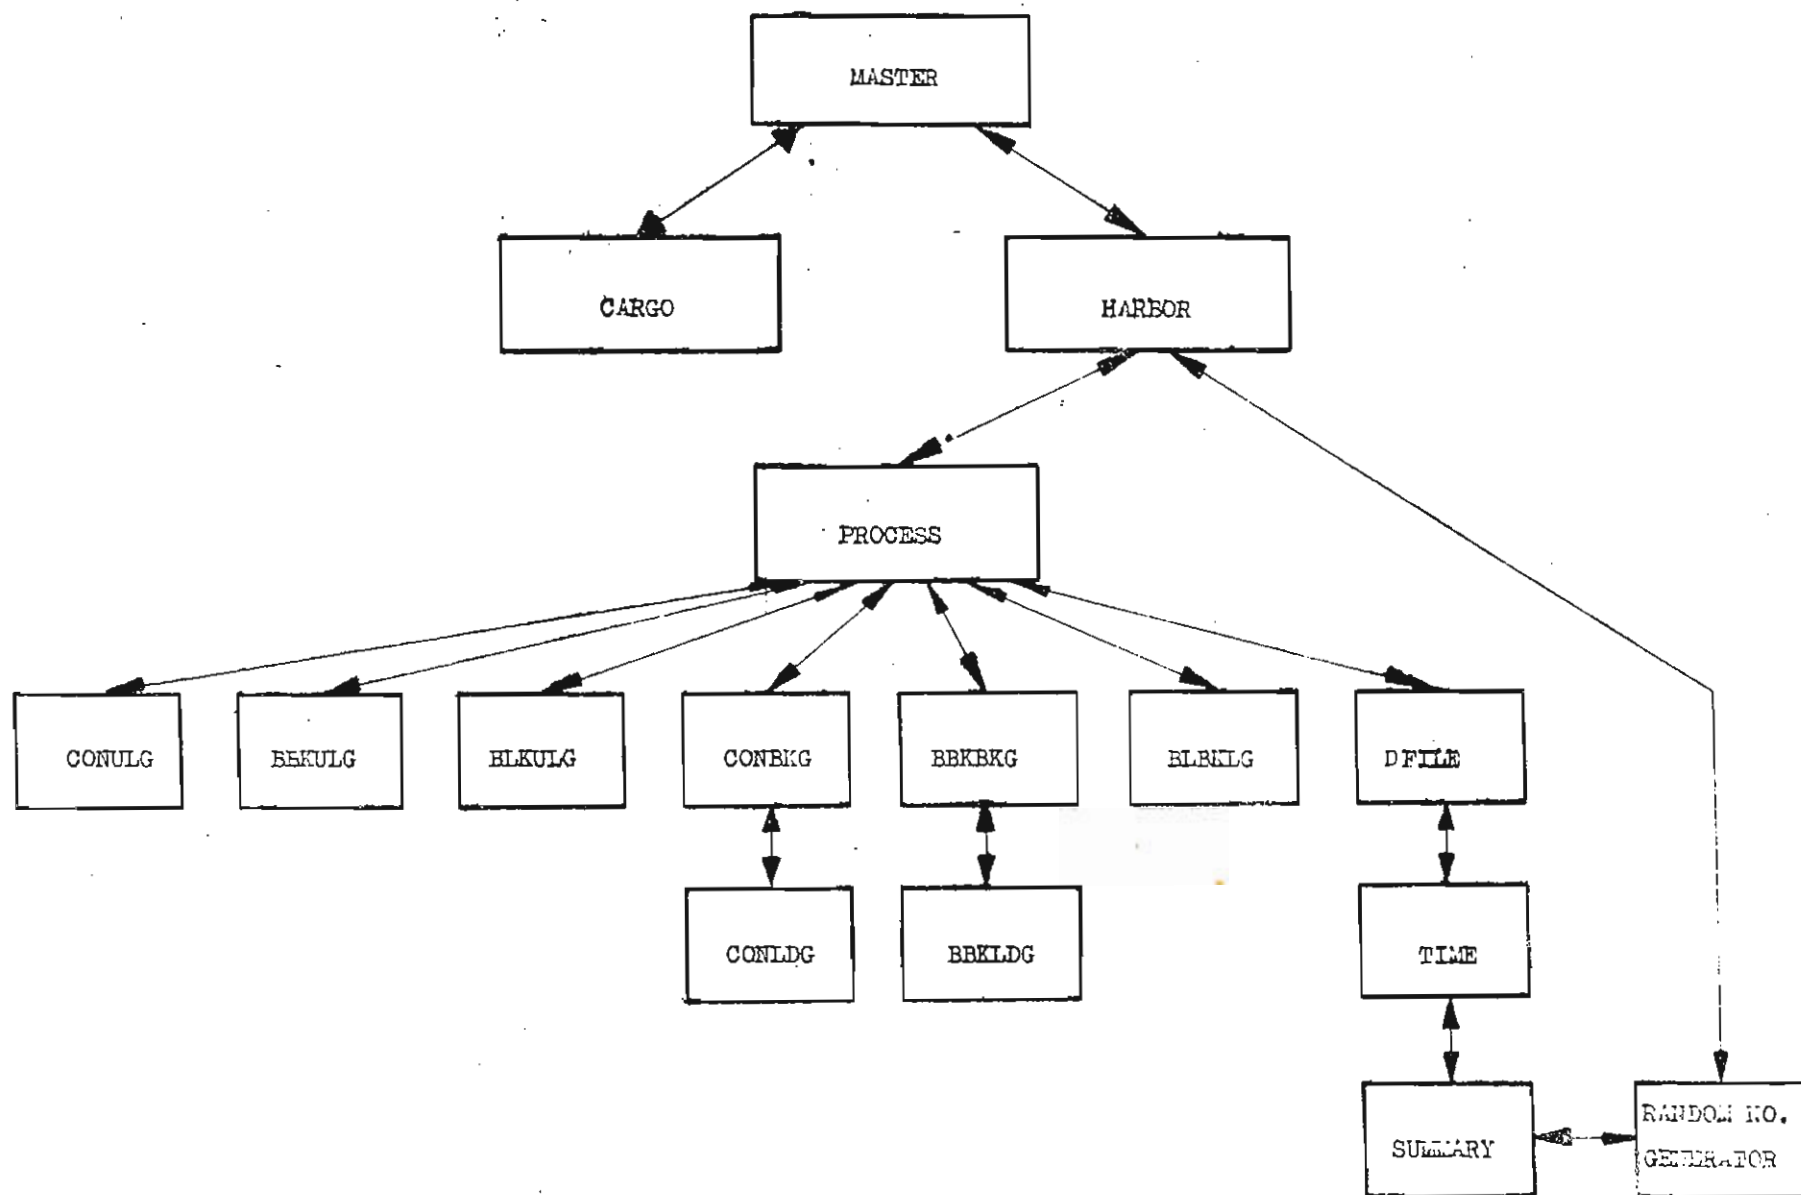 MASTER
CARGO
HARBOR
PROCESS
CONULG
BBKULG
BLKULG
CONBKG
BBKBKG
BLBKLG
DFILE
CONLDG
BBKLDG
TIME
SUMMARY
RANDOM NO.
GENERATOR